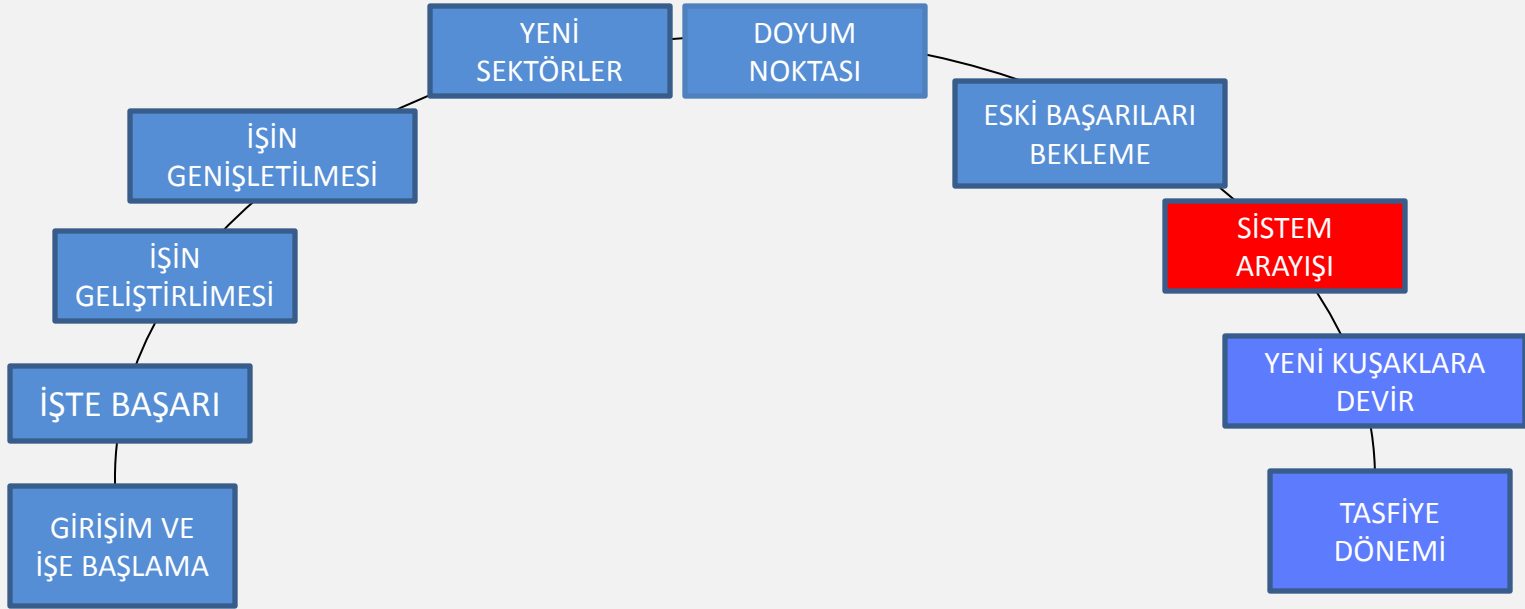 YENİ
SEKTÖRLER
DOYUM
NOKTASI
ESKİ BAŞARILARI
BEKLEME
İŞİN
GENİŞLETİLMESİ
SİSTEM
ARAYIŞI
İŞİN
GELİŞTİRLİMESİ
YENİ KUŞAKLARA
DEVİR
İŞTE BAŞARI
TASFİYE
DÖNEMİ
GİRİŞİM VE
İŞE BAŞLAMA